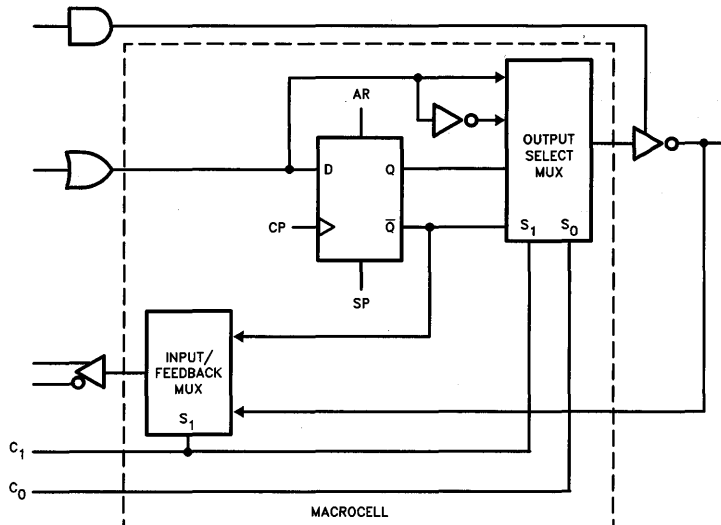 AR
OUTPUT
SELECT
MUX
D
Q
CP
Q̅
S₁
S₀
SP
INPUT/
FEEDBACK
MUX
S₁
C₁
C₀
MACROCELL